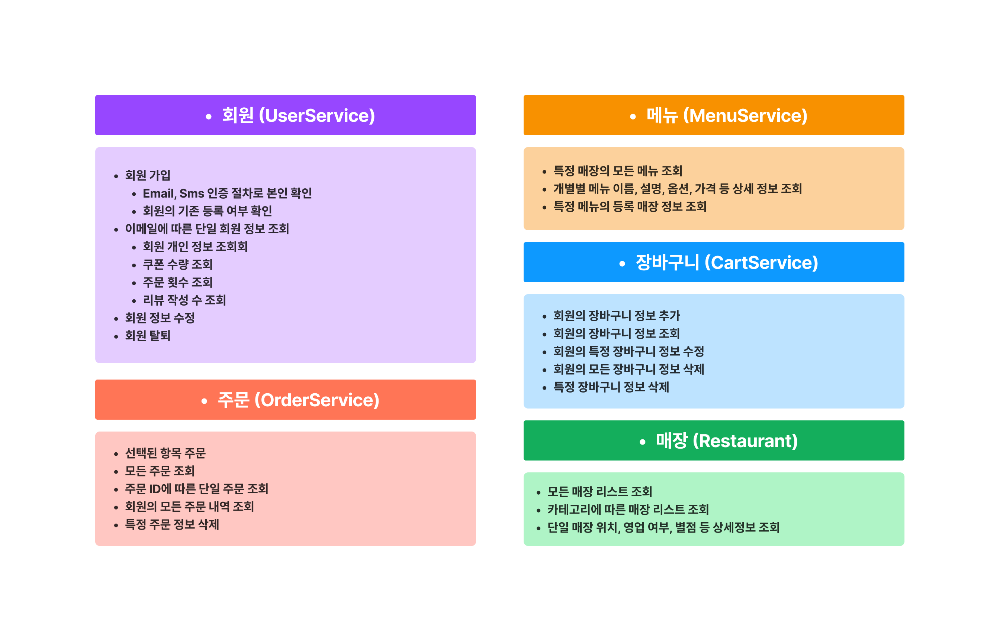 • 회원 (UserService)
• 회원 가입
• Email, Sms 인증 절차로 본인 확인
• 회원의 기존 등록 여부 확인
• 이메일에 따른 단일 회원 정보 조회
• 회원 개인 정보 조회회
• 쿠폰 수량 조회
• 주문 횟수 조회
• 리뷰 작성 수 조회
• 회원 정보 수정
• 회원 탈퇴
• 주문 (OrderService)
• 선택된 항목 주문
• 모든 주문 조회
• 주문 ID에 따른 단일 주문 조회
• 회원의 모든 주문 내역 조회
• 특정 주문 정보 삭제
• 메뉴 (MenuService)
• 특정 매장의 모든 메뉴 조회
• 개별별 메뉴 이름, 설명, 옵션, 가격 등 상세 정보 조회
• 특정 메뉴의 등록 매장 정보 조회
• 장바구니 (CartService)
• 회원의 장바구니 정보 추가
• 회원의 장바구니 정보 조회
• 회원의 특정 장바구니 정보 수정
• 회원의 모든 장바구니 정보 삭제
• 특정 장바구니 정보 삭제
• 매장 (Restaurant)
• 모든 매장 리스트 조회
• 카테고리에 따른 매장 리스트 조회
• 단일 매장 위치, 영업 여부, 별점 등 상세정보 조회